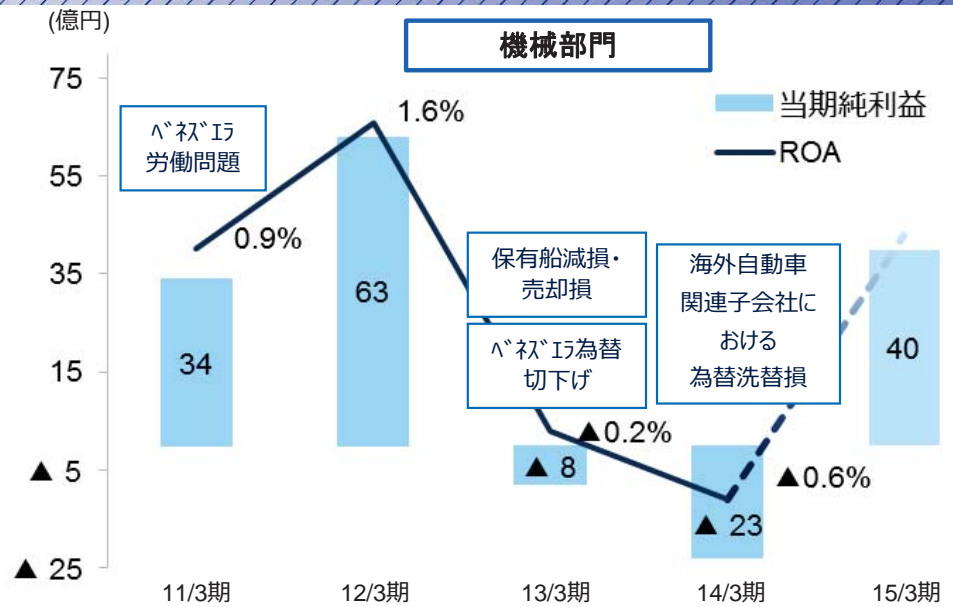 (億円)
機械部門
当期純利益
ROA
75
55
35
15
▲ 5
▲ 25
ﾍﾞﾈｽﾞｴﾗ
労働問題
0.9%
1.6%
保有船減損・
売却損
ﾍﾞﾈｽﾞｴﾗ為替
切下げ
海外自動車
関連子会社に
おける
為替洗替損
▲0.2%
▲0.6%
34
63
▲ 8
▲ 23
40
11/3期
12/3期
13/3期
14/3期
15/3期